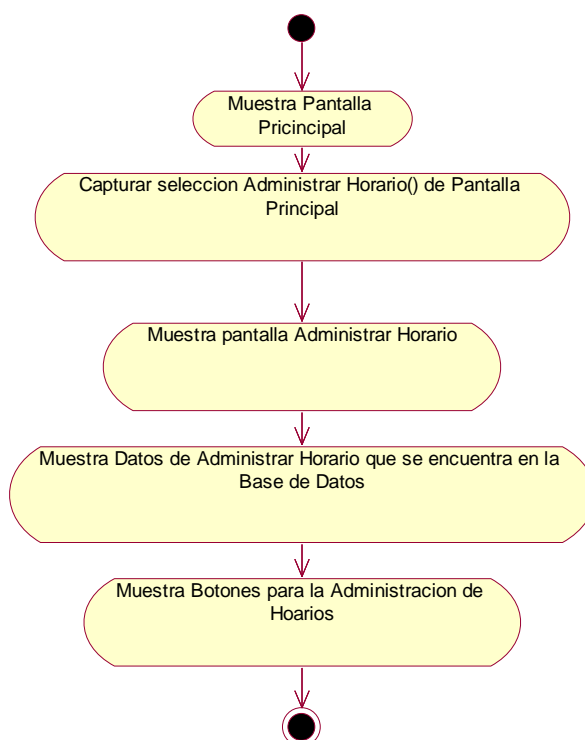 Muestra Pantalla
Pricincipal
Capturar seleccion Administrar Horario() de Pantalla
Principal
Muestra pantalla Administrar Horario
Muestra Datos de Administrar Horario que se encuentra en la
Base de Datos
Muestra Botones para la Administracion de
Hoarios